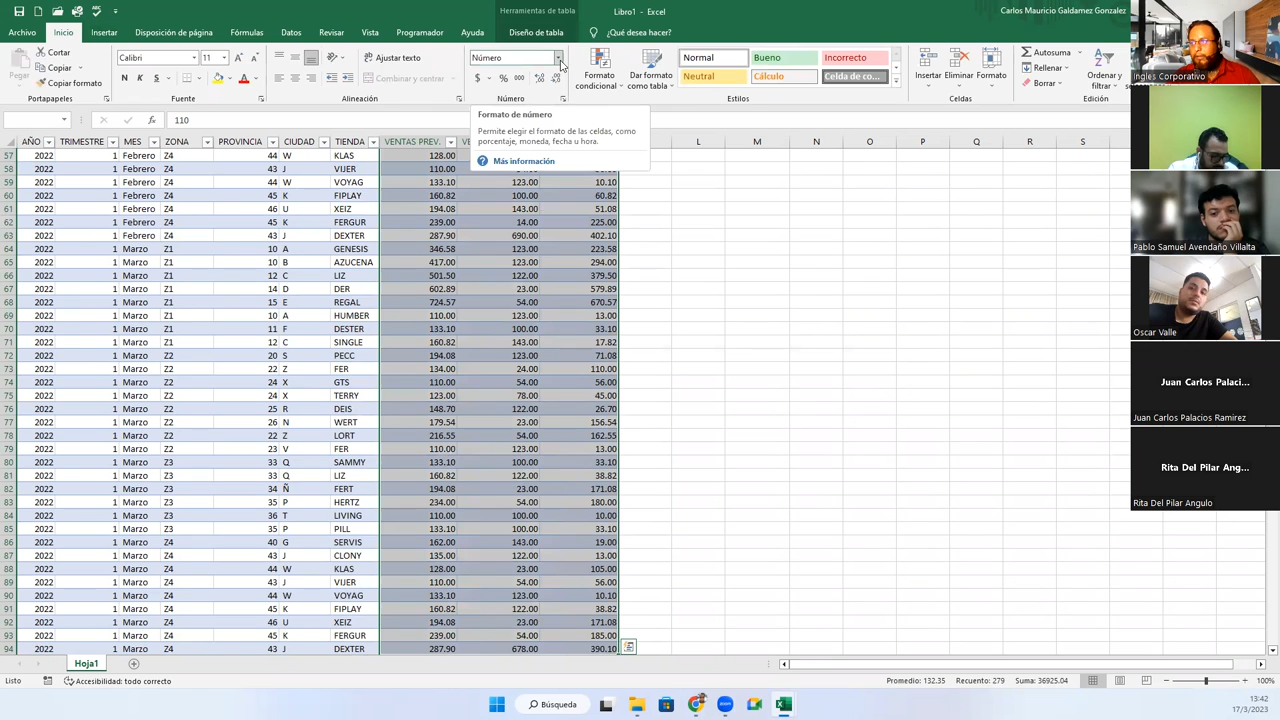 Herramientas de tabla
Libro1 - Excel
Carlos Mauricio Galdamez Gonzalez
Archivo Inicio Insertar Disposición de página Fórmulas Datos Revisar Vista Programador Ayuda Diseño de tabla ¿Qué desea hacer?
Pegar
Cortar
Copiar
Copiar formato
Portapapeles
Calibri 11
N K S
Fuente
Ajustar texto
Combinar y centrar
Alineación
Número
$ % 000
Número
Formato condicional
Dar formato como tabla
Normal Bueno Incorrecto
Neutral Cálculo Celda de co...
Estilos
Insertar Eliminar Formato
Celdas
Autosuma
Rellenar
Borrar
Ordenar y filtrar
Edición
110
Formato de número
Permite elegir el formato de las celdas, como
porcentaje, moneda, fecha u hora.
Más información
AÑO TRIMESTRE MES ZONA PROVINCIA CIUDAD TIENDA VENTAS PREV. L M N O P Q R S
57 2022 1 Febrero Z4 44 W KLAS 128.00
58 2022 1 Febrero Z4 43 J VIJER 110.00
59 2022 1 Febrero Z4 44 W VOYAG 133.10 123.00 10.10
60 2022 1 Febrero Z4 45 K FIPLAY 160.82 100.00 60.82
61 2022 1 Febrero Z4 46 U XEIZ 194.08 143.00 51.08
62 2022 1 Febrero Z4 45 K FERGUR 239.00 14.00 225.00
63 2022 1 Febrero Z4 43 J DEXTER 287.90 690.00 402.10
64 2022 1 Marzo Z1 10 A GENESIS 346.58 123.00 223.58
65 2022 1 Marzo Z1 10 B AZUCENA 417.00 123.00 294.00
66 2022 1 Marzo Z1 12 C LIZ 501.50 122.00 379.50
67 2022 1 Marzo Z1 14 D DER 602.89 23.00 579.89
68 2022 1 Marzo Z1 15 E REGAL 724.57 54.00 670.57
69 2022 1 Marzo Z1 10 A HUMBER 110.00 123.00 13.00
70 2022 1 Marzo Z1 11 F DESTER 133.10 100.00 33.10
71 2022 1 Marzo Z1 12 C SINGLE 160.82 143.00 17.82
72 2022 1 Marzo Z2 20 S PECC 194.08 123.00 71.08
73 2022 1 Marzo Z2 22 Z FER 134.00 24.00 110.00
74 2022 1 Marzo Z2 24 X GTS 110.00 54.00 56.00
75 2022 1 Marzo Z2 24 X TERRY 123.00 78.00 45.00
76 2022 1 Marzo Z2 25 R DEIS 148.70 122.00 26.70
77 2022 1 Marzo Z2 26 N WERT 179.54 23.00 156.54
78 2022 1 Marzo Z2 22 Z LORT 216.55 54.00 162.55
79 2022 1 Marzo Z2 23 V FER 110.00 123.00 13.00
80 2022 1 Marzo Z3 33 Q SAMMY 133.10 100.00 33.10
81 2022 1 Marzo Z3 33 Q LIZ 160.82 122.00 38.82
82 2022 1 Marzo Z3 34 Ñ FERT 194.08 23.00 171.08
83 2022 1 Marzo Z3 35 P HERTZ 234.00 54.00 180.00
84 2022 1 Marzo Z3 36 T LIVING 110.00 100.00 10.00
85 2022 1 Marzo Z3 35 P PILL 133.10 100.00 33.10
86 2022 1 Marzo Z4 40 G SERVIS 162.00 143.00 19.00
87 2022 1 Marzo Z4 43 J CLONY 135.00 122.00 13.00
88 2022 1 Marzo Z4 44 W KLAS 128.00 23.00 105.00
89 2022 1 Marzo Z4 43 J VIJER 110.00 54.00 56.00
90 2022 1 Marzo Z4 44 W VOYAG 133.10 123.00 10.10
91 2022 1 Marzo Z4 45 K FIPLAY 160.82 122.00 38.82
92 2022 1 Marzo Z4 46 U XEIZ 194.08 23.00 171.08
93 2022 1 Marzo Z4 45 K FERGUR 239.00 54.00 185.00
94 2022 1 Marzo Z4 43 J DEXTER 287.90 678.00 390.10
Hoja1
Listo Accesibilidad: todo correcto Promedio: 132.35 Recuento: 279 Suma: 36925.04 100%
Búsqueda
13:42
17/3/2023
Ingles Corporativo
Pablo Samuel Avendaño Villalta
Oscar Valle
Juan Carlos Palaci...
Juan Carlos Palacios Ramirez
Rita Del Pilar Ang...
Rita Del Pilar Angulo